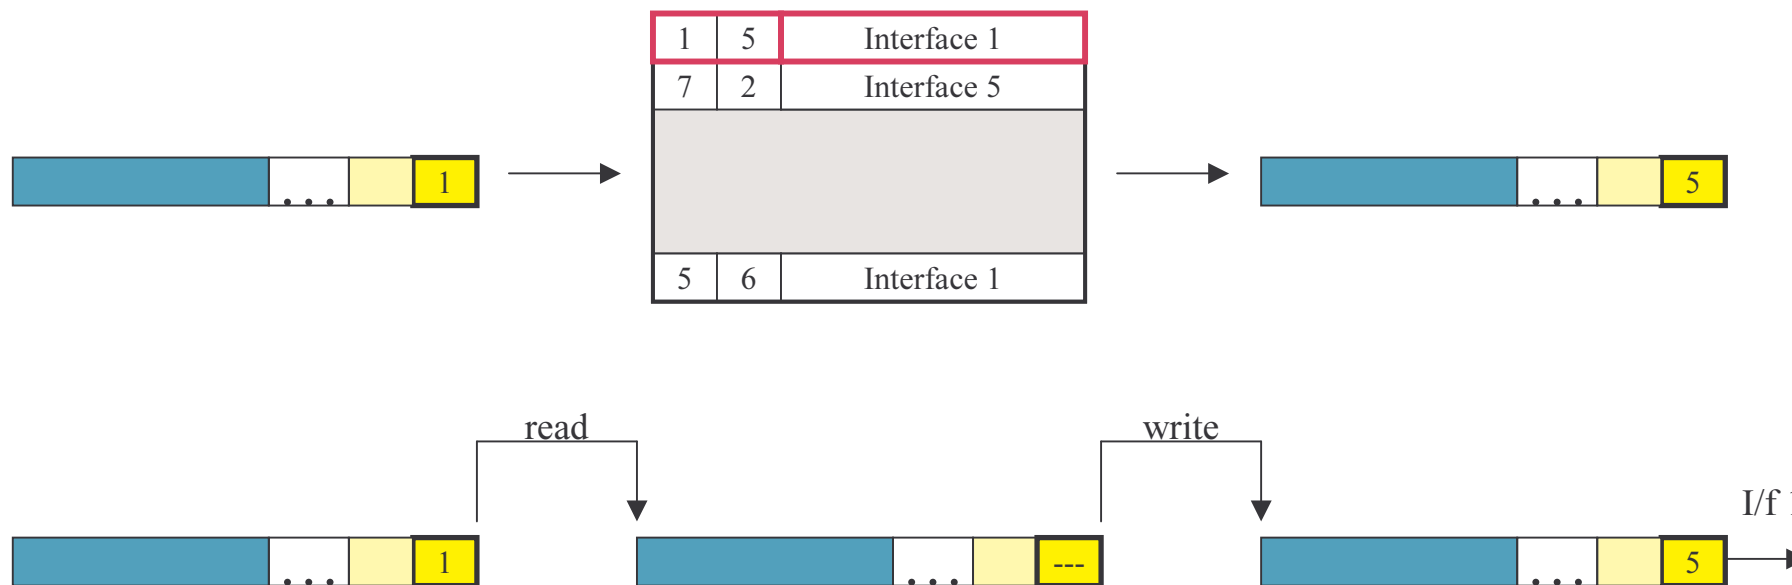 1 5 Interface 1
7 2 Interface 5
... 1
... 5
5 6 Interface 1
read
write
I/f
... 1
... ---
... 5